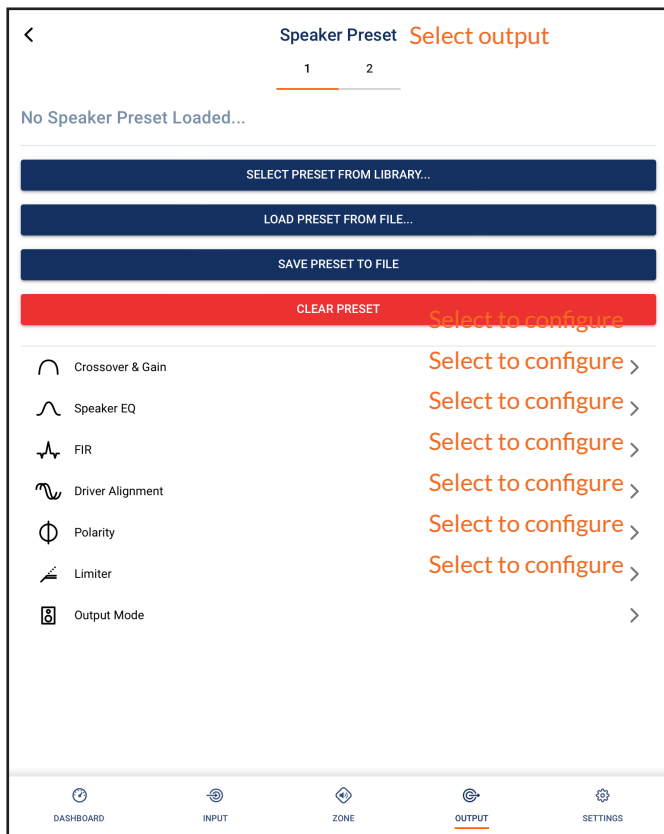 Speaker Preset Select output
1 2
No Speaker Preset Loaded...
SELECT PRESET FROM LIBRARY...
LOAD PRESET FROM FILE...
SAVE PRESET TO FILE
CLEAR PRESET
Select to configure
Crossover & Gain Select to configure
Speaker EQ Select to configure
FIR Select to configure
Driver Alignment Select to configure
Polarity Select to configure
Limiter Select to configure
Output Mode
DASHBOARD INPUT ZONE OUTPUT SETTINGS